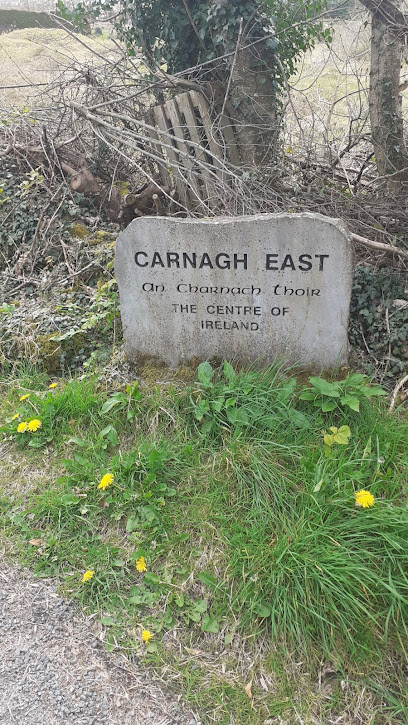 CARNAGH EAST
An Charnach Thoir
THE CENTRE OF
IRELAND